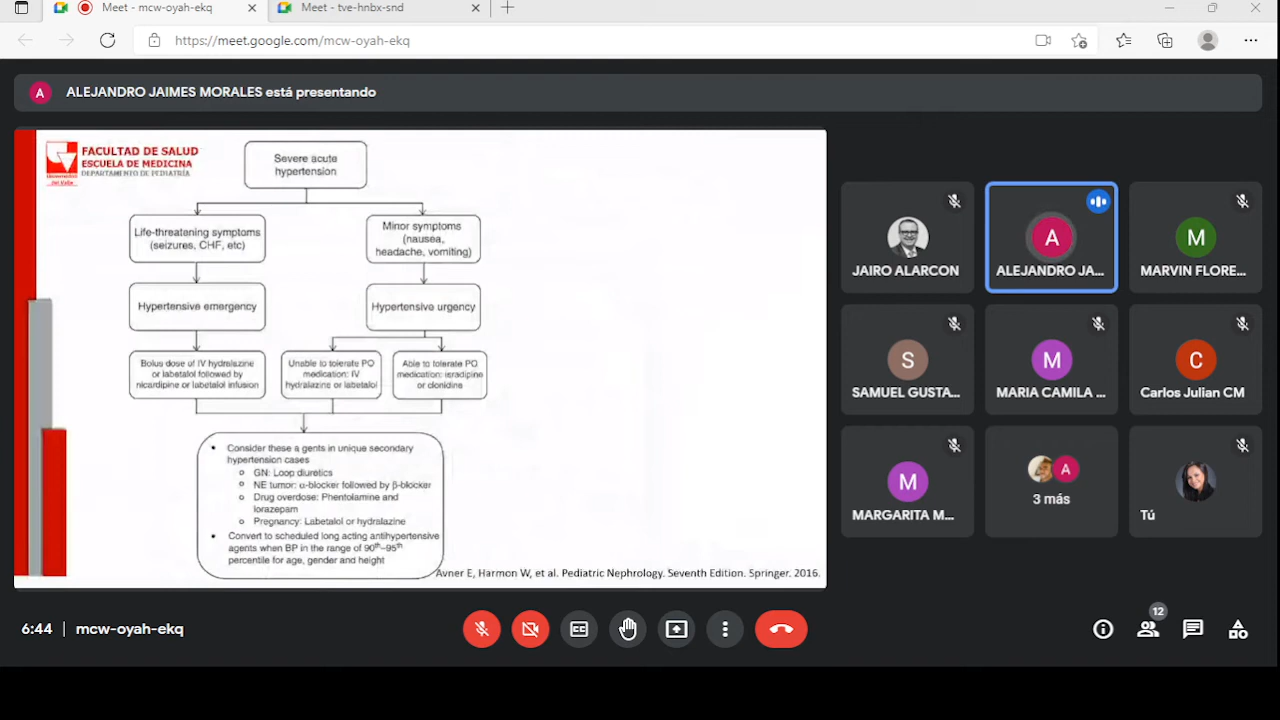 Meet - mcw-oyah-ekq
Meet - tve-hnbx-snd
https://meet.google.com/mcw-oyah-ekq
A
ALEJANDRO JAIMES MORALES está presentando
FACULTAD DE SALUD
ESCUELA DE MEDICINA
DEPARTAMENTO DE PEDIATRÍA
Universidad
del Valle
Severe acute
hypertension
Life-threatening symptoms
(seizures, CHF, etc)
Minor symptoms
(nausea,
headache, vomiting)
Hypertensive emergency
Hypertensive urgency
Bolus dose of IV hydralazine
or labetalol followed by
nicardipine or labetalol infusion
Unable to tolerate PO
medication: IV
hydralazine or labetalol
Able to tolerate PO
medication: isradipine
or clonidine
• Consider these a gents in unique secondary
hypertension cases
o GN: Loop diuretics
o NE tumor: α-blocker followed by β-blocker
o Drug overdose: Phentolamine and
lorazepam
o Pregnancy: Labetalol or hydralazine
• Convert to scheduled long acting antihypertensive
agents when BP in the range of 90th–95th
percentile for age, gender and height
Avner E, Harmon W, et al. Pediatric Nephrology. Seventh Edition. Springer. 2016.
JAIRO ALARCON
A
ALEJANDRO JA...
M
MARVIN FLORE...
S
SAMUEL GUSTA...
M
MARIA CAMILA ...
C
Carlos Julian CM
M
MARGARITA M...
A
3 más
Tú
6:44 | mcw-oyah-ekq
CC
12